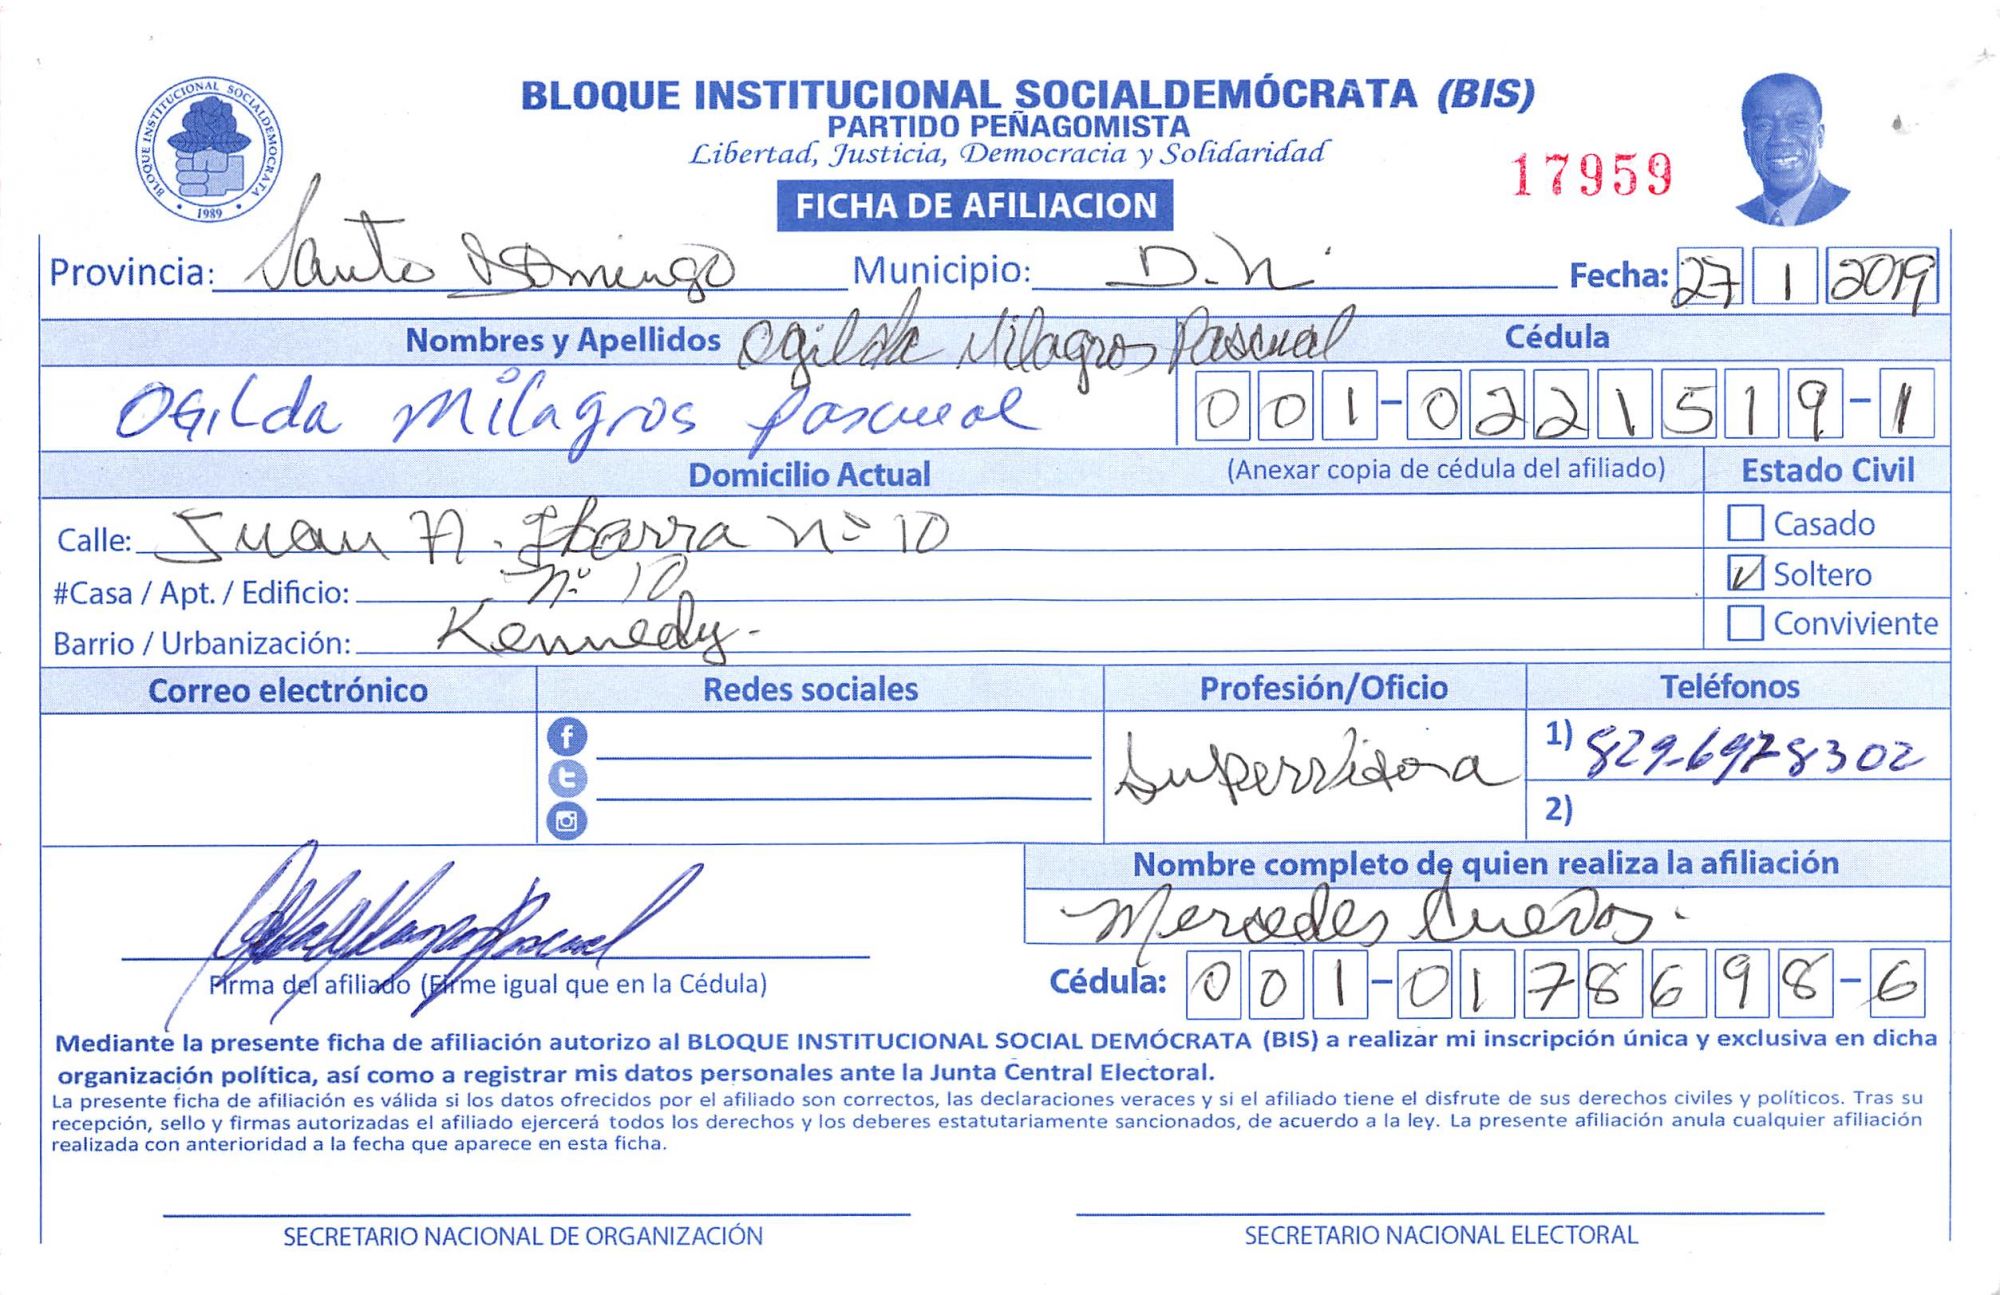 BLOQUE INSTITUCIONAL SOCIALDEMOCRATA
1989
BLOQUE INSTITUCIONAL SOCIALDEMÓCRATA (BIS)
PARTIDO PEÑAGOMISTA
Libertad, Justicia, Democracia y Solidaridad
17959
FICHA DE AFILIACION
Provincia: Santo Domingo Municipio: D.N. Fecha: 27 1 2019
Nombres y Apellidos Ogilda Milagros Pascual Cédula
OGiLda Milagros Pascual 001-0221519-1
Domicilio Actual (Anexar copia de cédula del afiliado) Estado Civil
Calle: Juan A. Ibarra Nº 10 Casado
#Casa / Apt. / Edificio: Nº 10 Soltero
Barrio / Urbanización: Kennedy. Conviviente
Correo electrónico Redes sociales Profesión/Oficio Teléfonos
Supervisora 1) 829-6978302
2)
Nombre completo de quien realiza la afiliación
Mercedes Cuevas.
Firma del afiliado (Firme igual que en la Cédula) Cédula: 001-0178698-6
Mediante la presente ficha de afiliación autorizo al BLOQUE INSTITUCIONAL SOCIAL DEMÓCRATA (BIS) a realizar mi inscripción única y exclusiva en dicha
organización política, así como a registrar mis datos personales ante la Junta Central Electoral.
La presente ficha de afiliación es válida si los datos ofrecidos por el afiliado son correctos, las declaraciones veraces y si el afiliado tiene el disfrute de sus derechos civiles y políticos. Tras su
recepción, sello y firmas autorizadas el afiliado ejercerá todos los derechos y los deberes estatutariamente sancionados, de acuerdo a la ley. La presente afiliación anula cualquier afiliación
realizada con anterioridad a la fecha que aparece en esta ficha.
SECRETARIO NACIONAL DE ORGANIZACIÓN SECRETARIO NACIONAL ELECTORAL